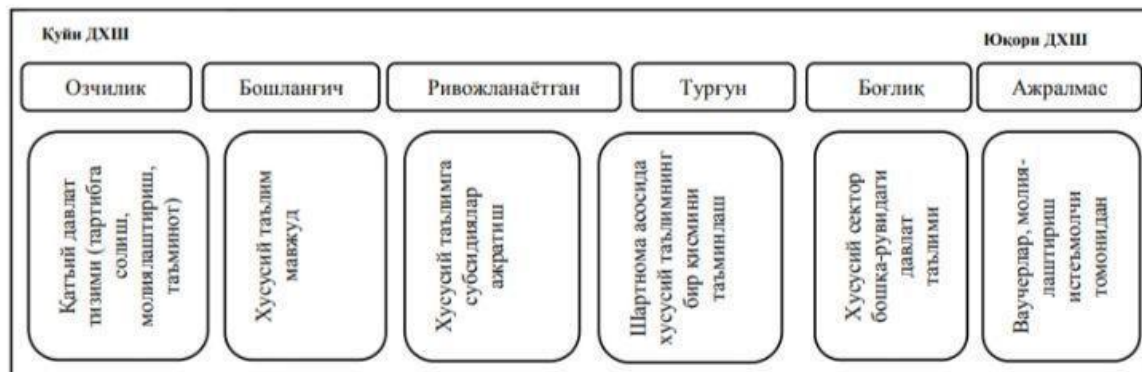 Қуйи ДХШ
Юқори ДХШ
Озчилик
Бошланғич
Ривожланаётган
Турғун
Боғлиқ
Ажралмас
Қатъий давлат
тизими (тартибга
солиш,
молиялаштириш,
таъминот)
Хусусий таълим
мавжуд
Хусусий таълимга
субсидиялар
ажратиш
Шартнома асосида
хусусий таълимнинг
бир қисмини
таъминлаш
Хусусий сектор
бошқа-рувидаги
давлат
таълими
Ваучерлар, молия-
лаштириш
истеъмолчи
томонидан